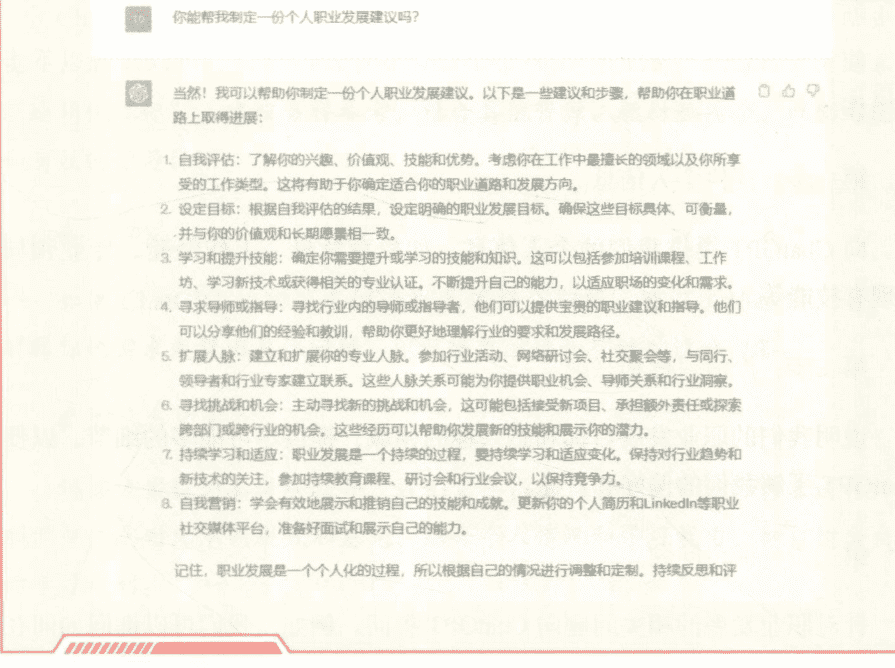 你能帮我制定一份个人职业发展建议吗?
当然！我可以帮助你制定一份个人职业发展建议。以下是一些建议和步骤，帮助你在职业道
路上取得进展:
1. 自我评估：了解你的兴趣、价值观、技能和优势。考虑你在工作中最擅长的领域以及你所享
受的工作类型。这将有助于你确定适合你的职业道路和发展方向。
2. 设定目标：根据自我评估的结果，设定明确的职业发展目标。确保这些目标具体、可衡量，
并与你的价值观和长期愿景相一致。
3. 学习和提升技能：确定你需要提升或学习的技能和知识。这可以包括参加培训课程、工作
坊、学习新技术或获得相关的专业认证。不断提升自己的能力，以适应职场的变化和需求。
4. 寻求导师或指导：寻找行业内的导师或指导者，他们可以提供宝贵的职业建议和指导。他们
可以分享他们的经验和教训，帮助你更好地理解行业的要求和发展路径。
5. 扩展人脉：建立和扩展你的专业人脉。参加行业活动、网络研讨会、社交聚会等，与同行、
领导者和行业专家建立联系。这些人脉关系可能为你提供职业机会、导师关系和行业洞察。
6. 寻找挑战和机会：主动寻找新的挑战和机会，这可能包括接受新项目、承担额外责任或探索
跨部门或跨行业的机会。这些经历可以帮助你发展新的技能和展示你的潜力。
7. 持续学习和适应：职业发展是一个持续的过程，要持续学习和适应变化。保持对行业趋势和
新技术的关注，参加持续教育课程、研讨会和行业会议，以保持竞争力。
8. 自我营销：学会有效地展示和推销自己的技能和成就。更新你的个人简历和LinkedIn等职业
社交媒体平台，准备好面试和展示自己的能力。
记住，职业发展是一个个人化的过程，所以根据自己的情况进行调整和定制。持续反思和评